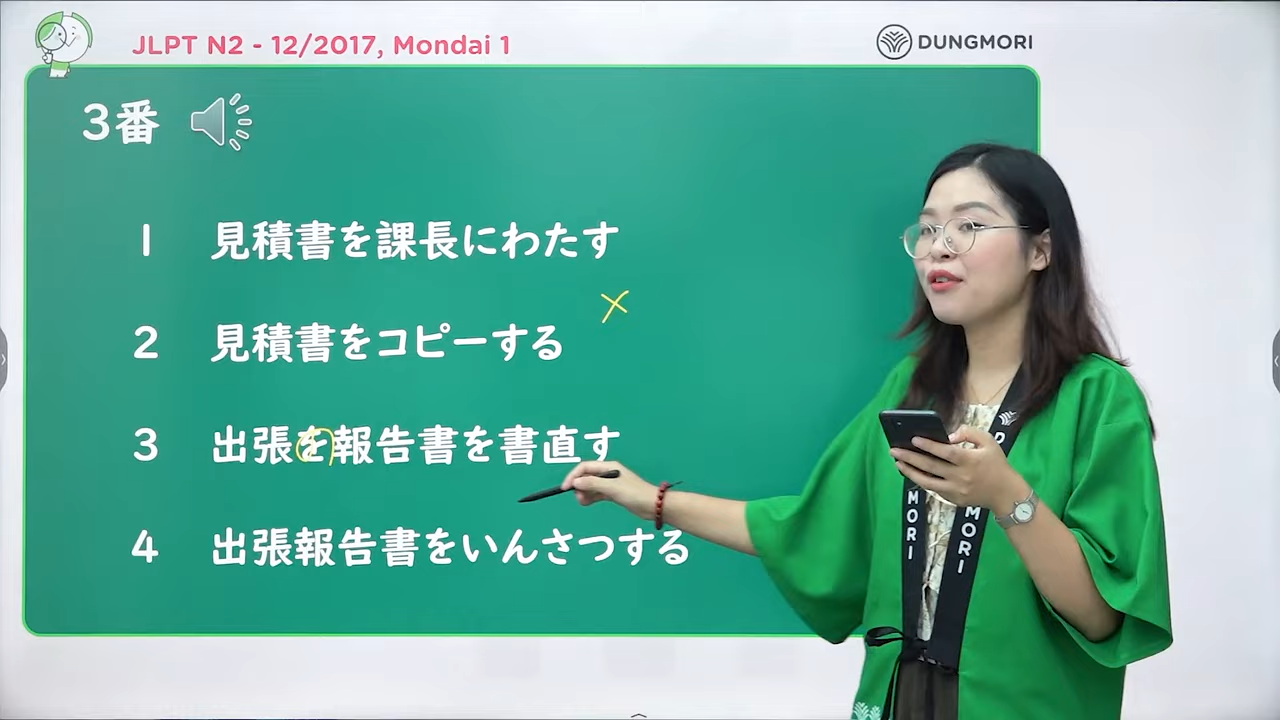 JLPT N2 - 12/2017, Mondai 1
DUNGMORI
3番
1 見積書を課長にわたす
2 見積書をコピーする
3 出張を報告書を書直す
4 出張報告書をいんさつする
MORI
MORI